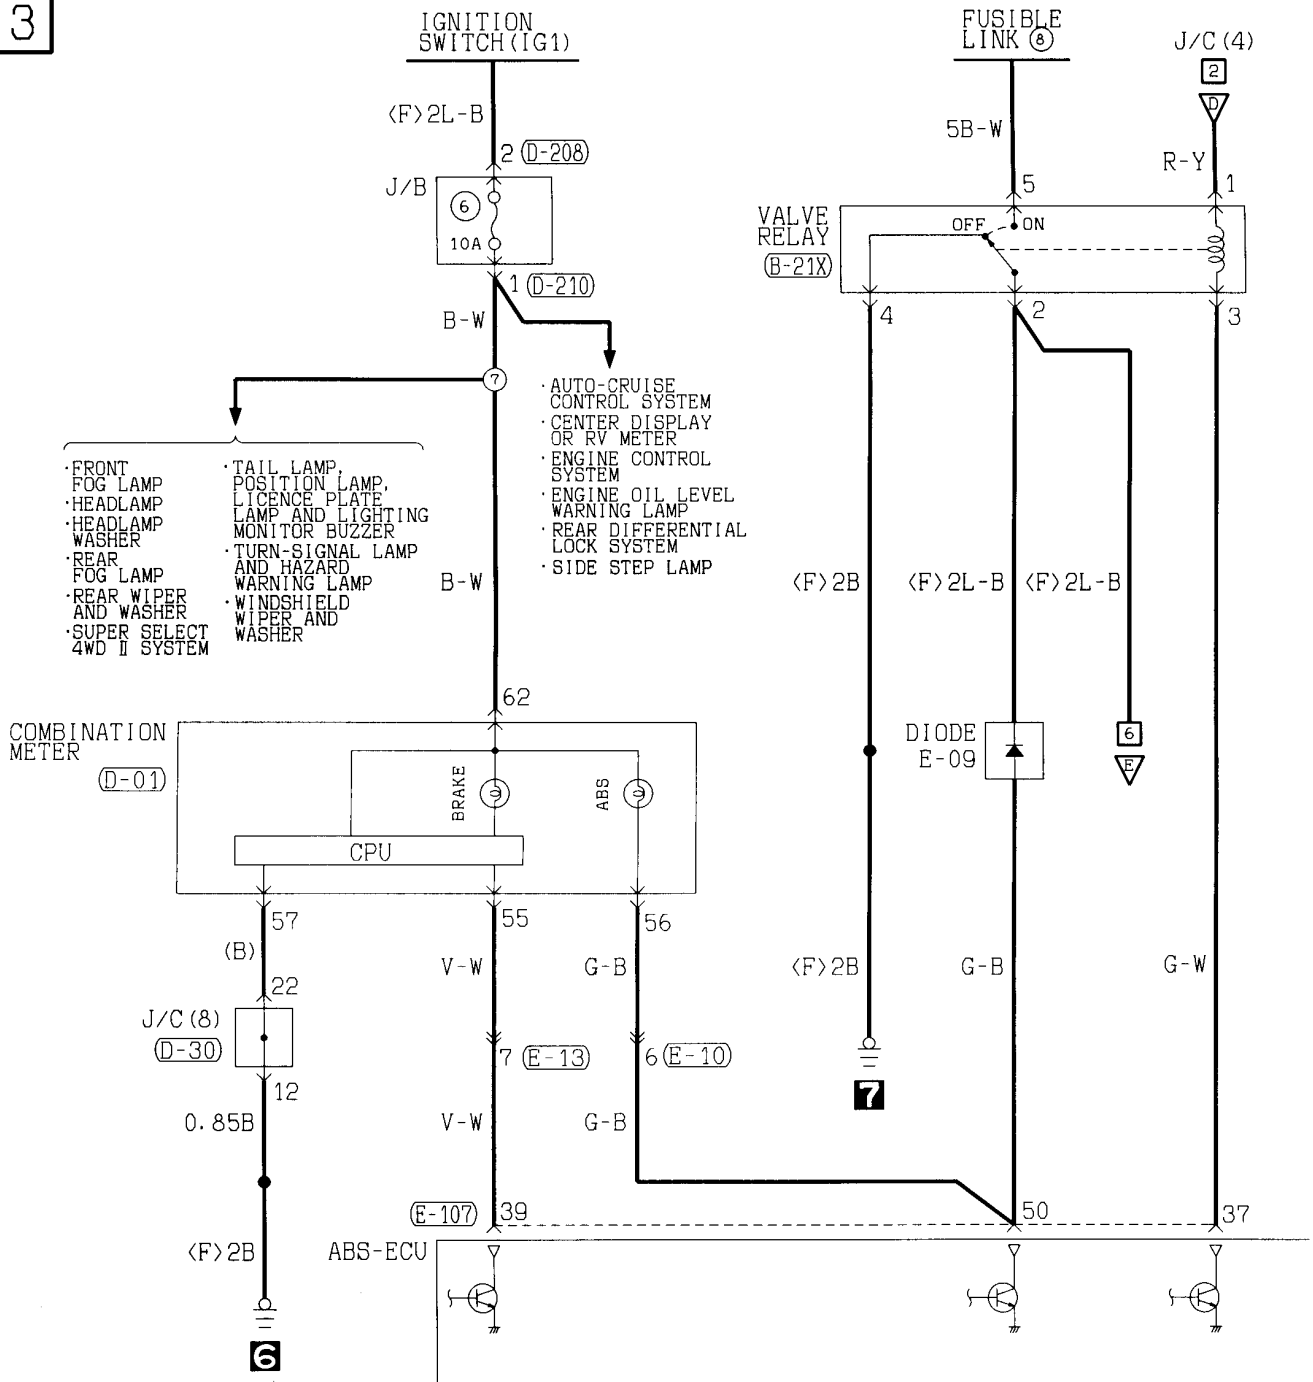 3
IGNITION
SWITCH(IG1)
FUSIBLE
LINK ⑧
J/C(4)
2
D
<F>2L-B
5B-W
R-Y
2 (D-208)
5
1
J/B
6
10A
VALVE
RELAY
(B-21X)
OFF
ON
1 (D-210)
4
2
3
B-W
7
·AUTO-CRUISE
CONTROL SYSTEM
·CENTER DISPLAY
OR RV METER
·ENGINE CONTROL
SYSTEM
·ENGINE OIL LEVEL
WARNING LAMP
·REAR DIFFERENTIAL
LOCK SYSTEM
·SIDE STEP LAMP
·FRONT
FOG LAMP
·HEADLAMP
·HEADLAMP
WASHER
·REAR
FOG LAMP
·REAR WIPER
AND WASHER
·SUPER SELECT
4WD Ⅱ SYSTEM
·TAIL LAMP,
POSITION LAMP,
LICENCE PLATE
LAMP AND LIGHTING
MONITOR BUZZER
·TURN-SIGNAL LAMP
AND HAZARD
WARNING LAMP
·WINDSHIELD
WIPER AND
WASHER
B-W
<F>2B
<F>2L-B
<F>2L-B
62
COMBINATION
METER
(D-01)
BRAKE
ABS
CPU
DIODE
E-09
6
E
57
55
56
(B)
V-W
G-B
<F>2B
G-B
G-W
22
J/C(8)
(D-30)
7 (E-13)
6 (E-10)
12
7
0.85B
V-W
G-B
(E-107)
39
50
37
<F>2B
ABS-ECU
6